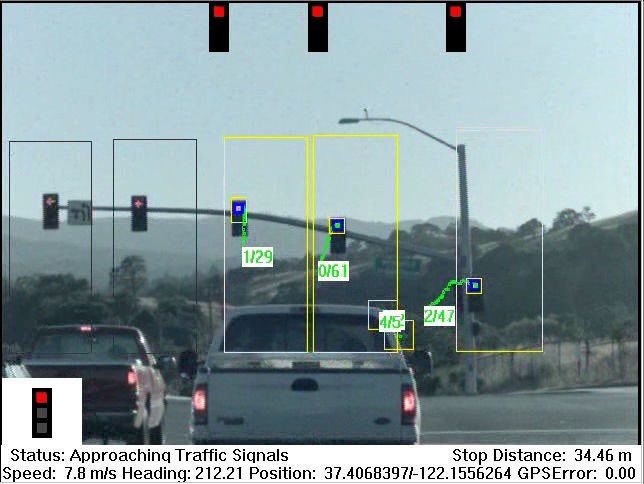 1/29
0/61
2/47
4/5
Status: Approaching Traffic Signals
Stop Distance: 34.46 m
Speed: 7.8 m/s Heading: 212.21 Position: 37.4068397/-122.1556264 GPSError: 0.00